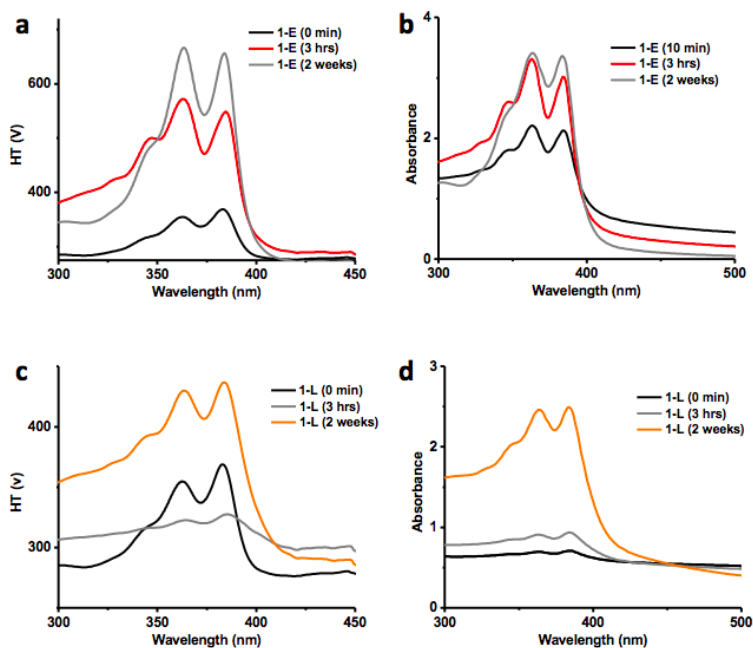 a
1-E (0 min)
1-E (3 hrs)
1-E (2 weeks)
600
400
HT (v)
300 350 400 450
Wavelength (nm)
b
1-E (10 min)
1-E (3 hrs)
1-E (2 weeks)
4
2
0
Absorbance
300 400 500
Wavelength (nm)
c
1-L (0 min)
1-L (3 hrs)
1-L (2 weeks)
400
300
HT (v)
300 350 400 450
Wavelength (nm)
d
1-L (0 min)
1-L (3 hrs)
1-L (2 weeks)
3
2
1
0
Absorbance
300 400 500
Wavelength (nm)